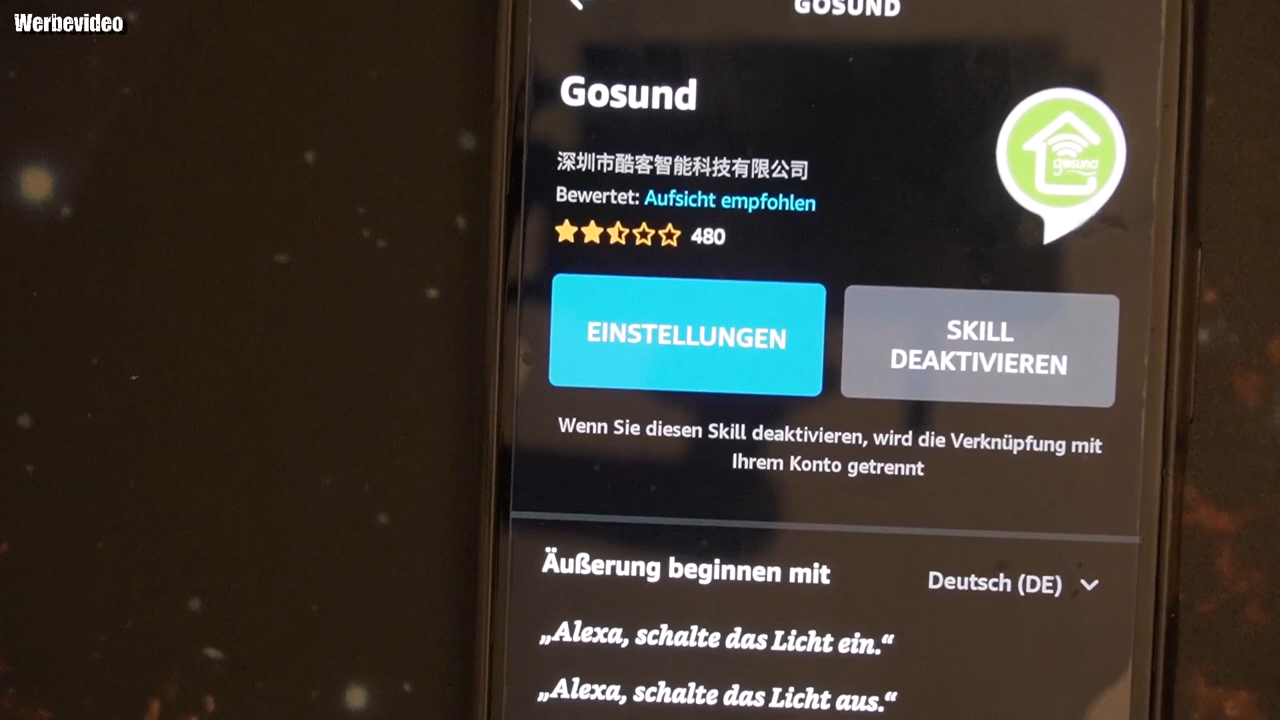 Werbevideo
GOSUND
Gosund
深圳市酷客智能科技有限公司
Bewertet: Aufsicht empfohlen
480
gosund
EINSTELLUNGEN
SKILL
DEAKTIVIEREN
Wenn Sie diesen Skill deaktivieren, wird die Verknüpfung mit
Ihrem Konto getrennt
Äußerung beginnen mit
Deutsch (DE)
„Alexa, schalte das Licht ein.“
„Alexa, schalte das Licht aus.“